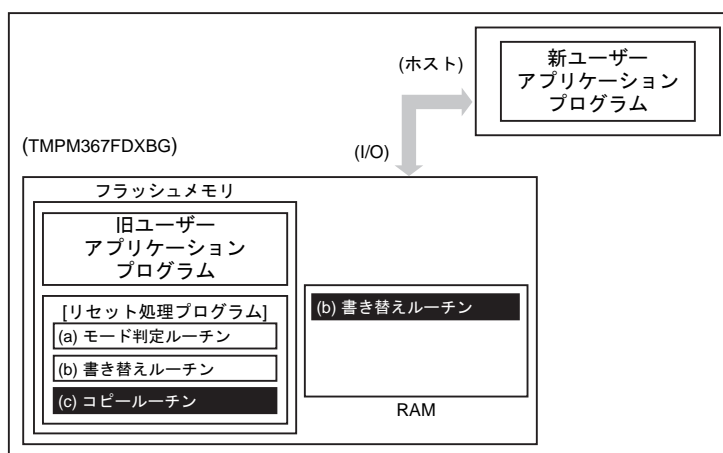 (ホスト)
新ユーザー
アプリケーション
プログラム
(TMPM367FDXBG)
(I/O)
フラッシュメモリ
旧ユーザー
アプリケーション
プログラム
[リセット処理プログラム]
(a) モード判定ルーチン
(b) 書き替えルーチン
(c) コピールーチン
(b) 書き替えルーチン
RAM